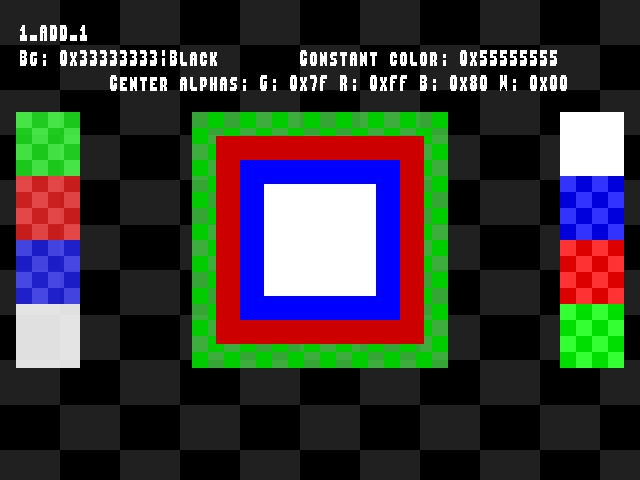 1_ADD_1
Bg: 0x33333333¦Black Constant color: 0x55555555
Center alphas: G: 0x7F R: 0xFF B: 0x80 W: 0x00